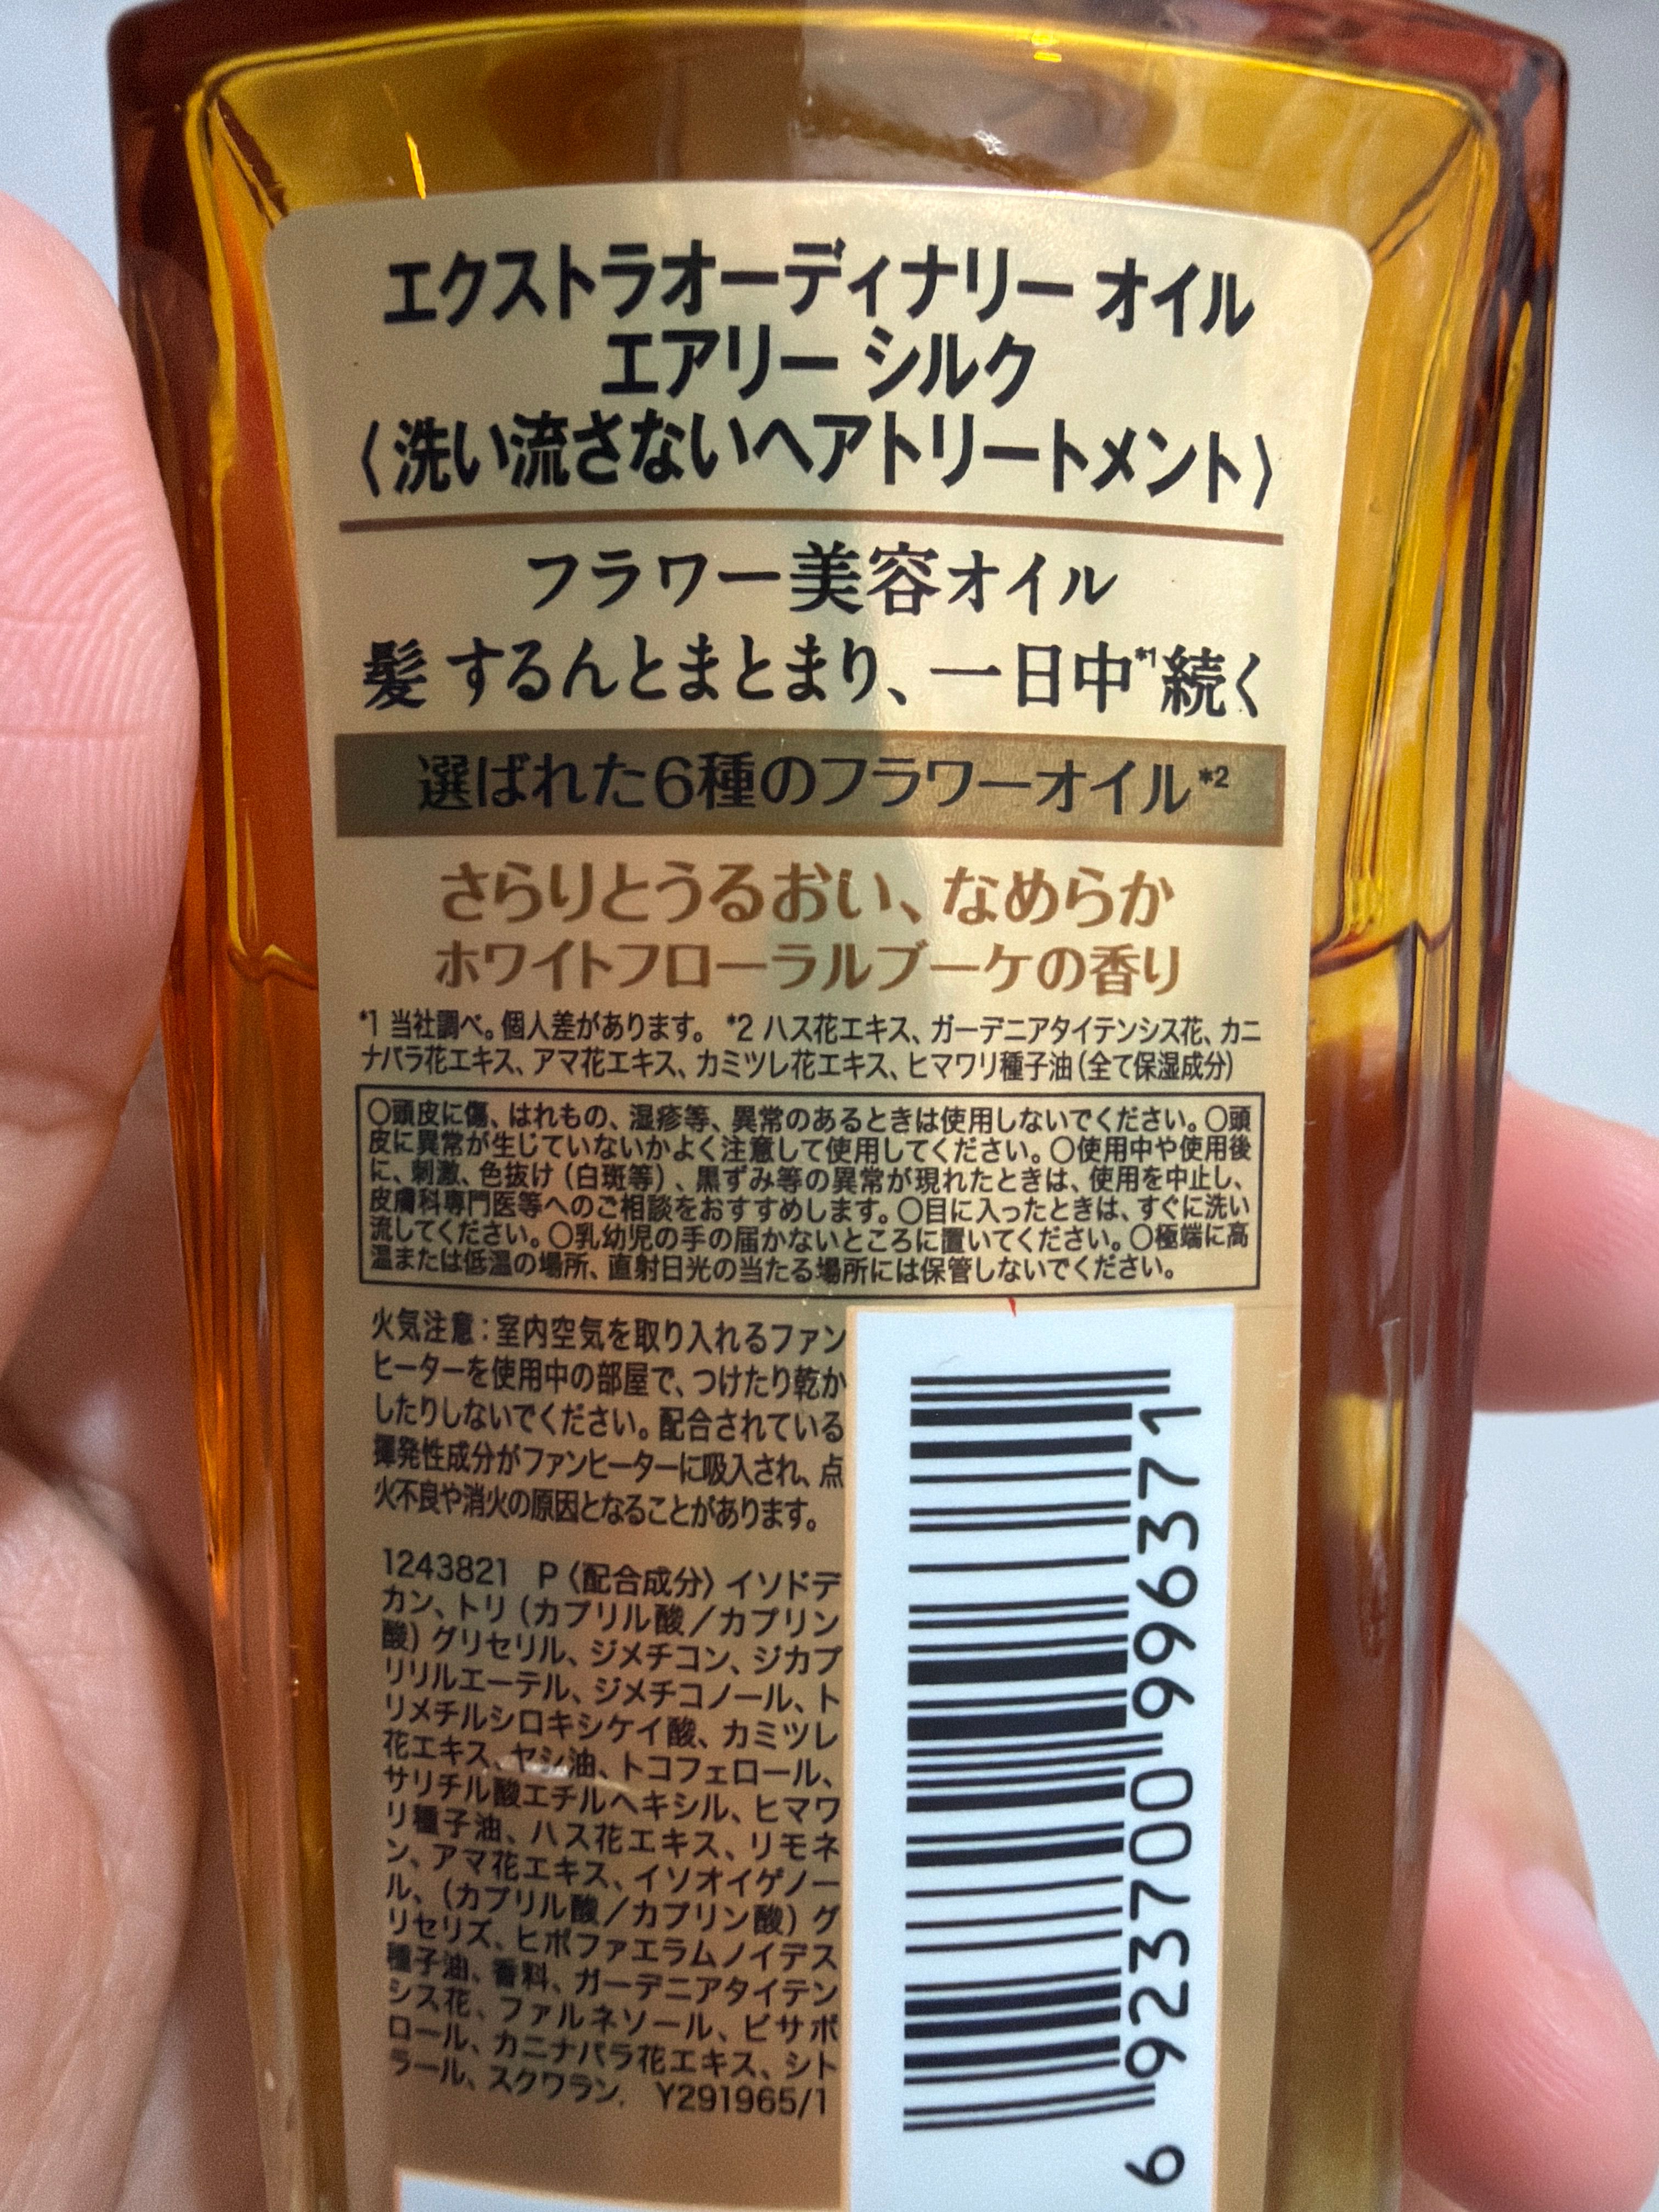 エクストラオーディナリー オイル
エアリー シルク
〈洗い流さないヘアトリートメント〉
フラワー美容オイル
髪 するんとまとまり、一日中*1続く
選ばれた6種のフラワーオイル*2
さらりとうるおい、なめらか
ホワイトフローラルブーケの香り
*1 当社調べ。個人差があります。 *2 ハス花エキス、ガーデニアタイテンシス花、カニ
ナバラ花エキス、アマ花エキス、カミツレ花エキス、ヒマワリ種子油(全て保湿成分)
○頭皮に傷、はれもの、湿疹等、異常のあるときは使用しないでください。○頭
皮に異常が生じていないかよく注意して使用してください。○使用中や使用後
に、刺激、色抜け(白斑等)、黒ずみ等の異常が現れたときは、使用を中止し、
皮膚科専門医等へのご相談をおすすめします。○目に入ったときは、すぐに洗い
流してください。○乳幼児の手の届かないところに置いてください。○極端に高
温または低温の場所、直射日光の当たる場所には保管しないでください。
火気注意:室内空気を取り入れるファン
ヒーターを使用中の部屋で、つけたり乾か
したりしないでください。配合されている
揮発性成分がファンヒーターに吸入され、点
火不良や消火の原因となることがあります。
1243821 P〈配合成分〉イソドデ
カン、トリ(カプリル酸/カプリン
酸)グリセリル、ジメチコン、ジカプ
リリルエーテル、ジメチコノール、ト
リメチルシロキシケイ酸、カミツレ
花エキス、ヤシ油、トコフェロール、
サリチル酸エチルヘキシル、ヒマワ
リ種子油、ハス花エキス、リモネ
ン、アマ花エキス、イソオイゲノー
ル、(カプリル酸/カプリン酸)グ
リセリズ、ヒポファエラムノイデス
種子油、香料、ガーデニアタイテン
シス花、ファルネソール、ビサボ
ロール、カニナバラ花エキス、シト
ラール、スクワラン. Y291965/1
6 923700 996371